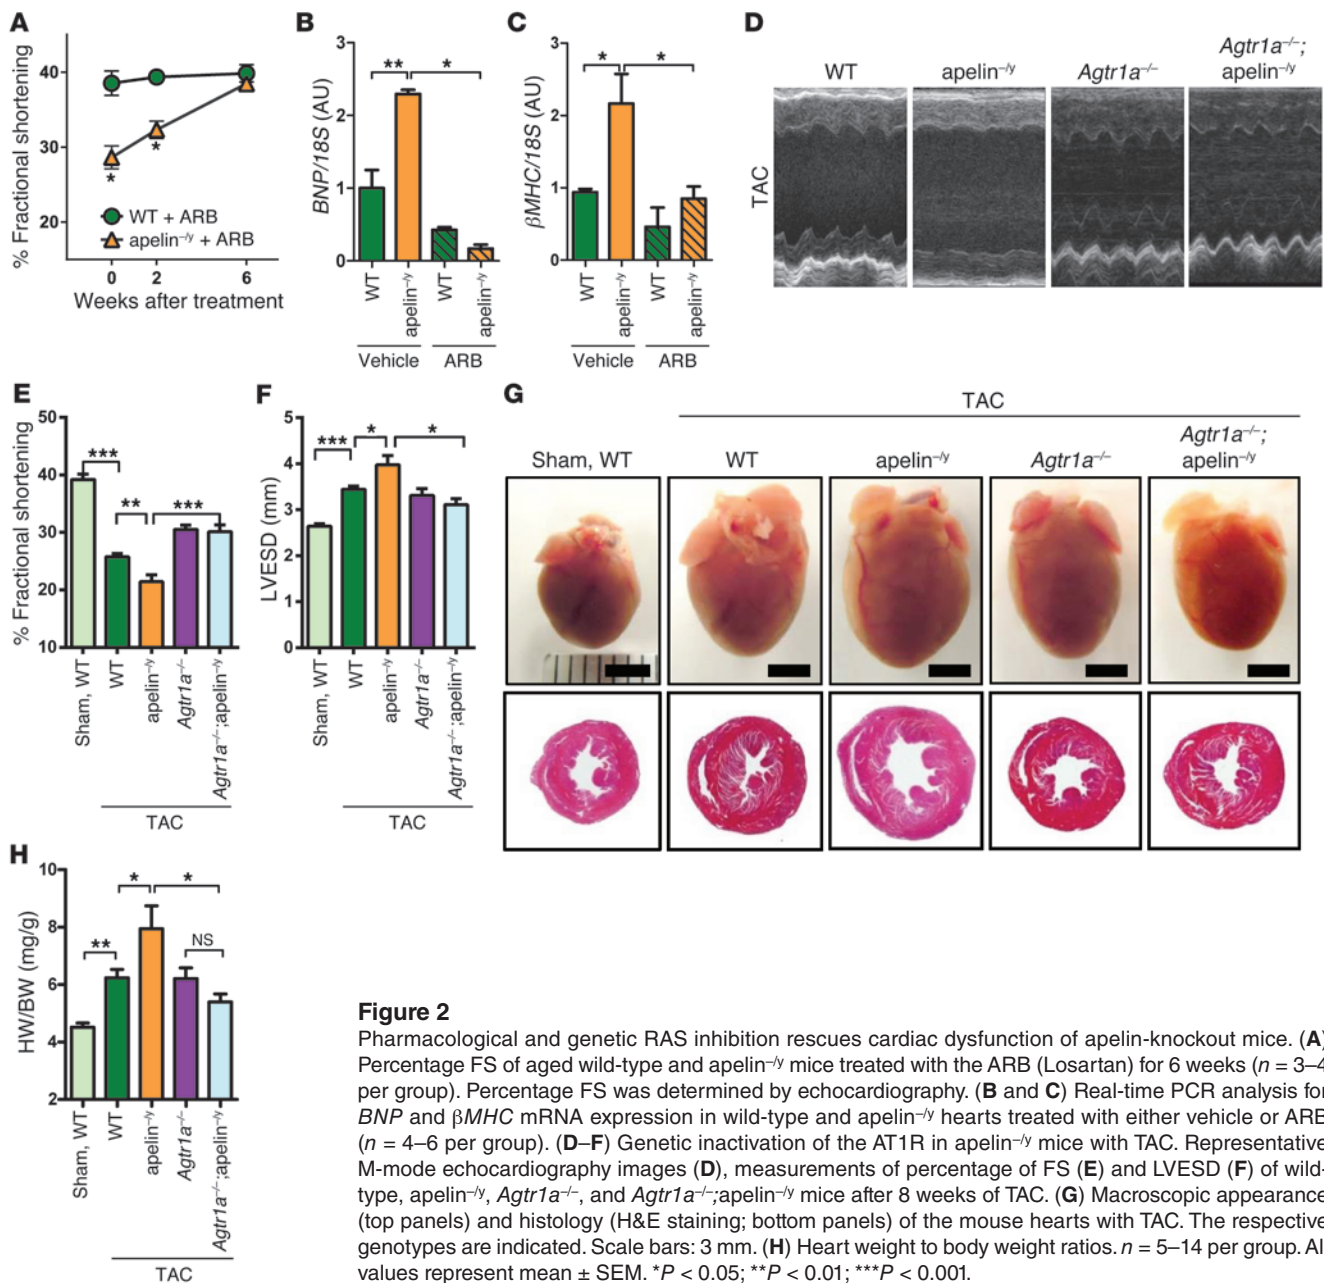 A
% Fractional shortening
40
30
20
*
*
WT + ARB
apelin–/y + ARB
0 2 6
Weeks after treatment
B
BNP/18S (AU)
3
2
1
0
** *
WT
apelin–/y
WT
apelin–/y
Vehicle ARB
C
βMHC/18S (AU)
3
2
1
0
* *
WT
apelin–/y
WT
apelin–/y
Vehicle ARB
D
WT
apelin–/y
Agtr1a–/–
Agtr1a–/–;
apelin–/y
TAC
E
% Fractional shortening
50
40
30
20
10
*** ** ***
Sham, WT
WT
apelin–/y
Agtr1a–/–
Agtr1a–/–;apelin–/y
TAC
F
LVESD (mm)
5
4
3
2
1
0
*** * *
Sham, WT
WT
apelin–/y
Agtr1a–/–
Agtr1a–/–;apelin–/y
TAC
G
TAC
Sham, WT
WT
apelin–/y
Agtr1a–/–
Agtr1a–/–;
apelin–/y
H
HW/BW (mg/g)
10
8
6
4
2
** * * NS
Sham, WT
WT
apelin–/y
Agtr1a–/–
Agtr1a–/–;apelin–/y
TAC
Figure 2
Pharmacological and genetic RAS inhibition rescues cardiac dysfunction of apelin-knockout mice. (A)
Percentage FS of aged wild-type and apelin–/y mice treated with the ARB (Losartan) for 6 weeks (n = 3–4
per group). Percentage FS was determined by echocardiography. (B and C) Real-time PCR analysis for
BNP and βMHC mRNA expression in wild-type and apelin–/y hearts treated with either vehicle or ARB
(n = 4–6 per group). (D–F) Genetic inactivation of the AT1R in apelin–/y mice with TAC. Representative
M-mode echocardiography images (D), measurements of percentage of FS (E) and LVESD (F) of wild-
type, apelin–/y, Agtr1a–/–, and Agtr1a–/–;apelin–/y mice after 8 weeks of TAC. (G) Macroscopic appearance
(top panels) and histology (H&E staining; bottom panels) of the mouse hearts with TAC. The respective
genotypes are indicated. Scale bars: 3 mm. (H) Heart weight to body weight ratios. n = 5–14 per group. Al
values represent mean ± SEM. *P < 0.05; **P < 0.01; ***P < 0.001.